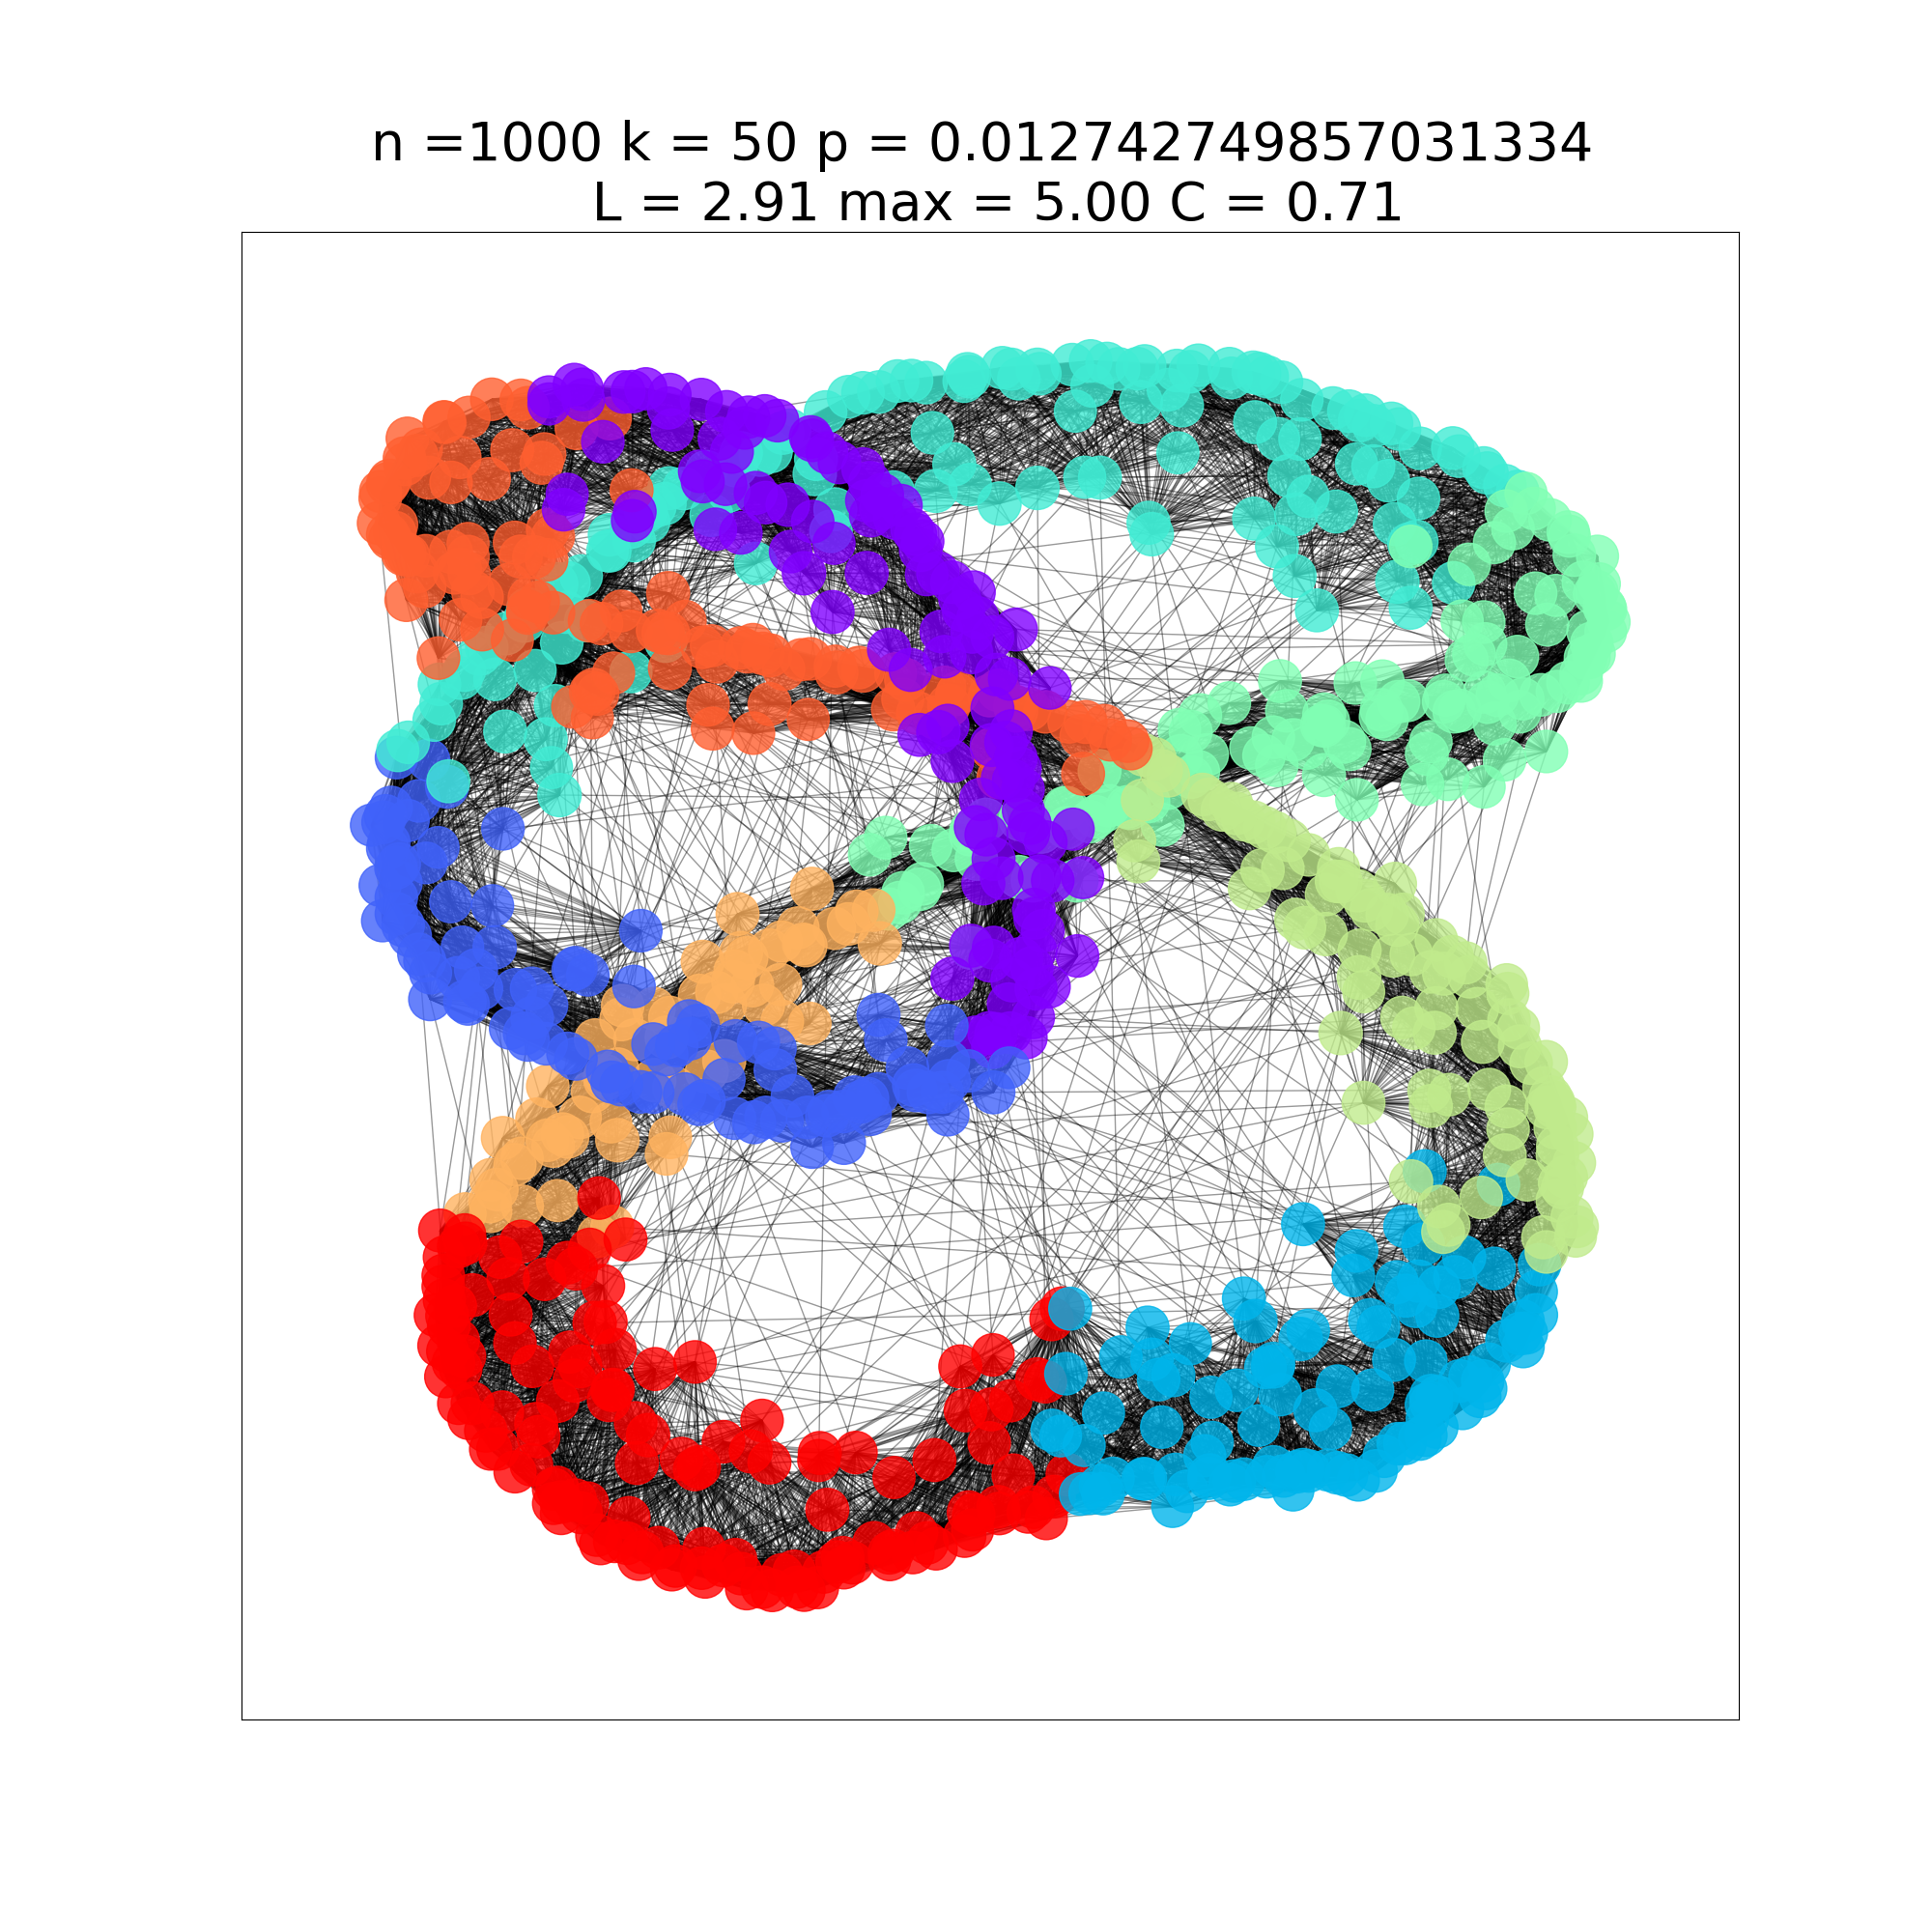 n =1000 k = 50 p = 0.012742749857031334
L = 2.91 max = 5.00 C = 0.71